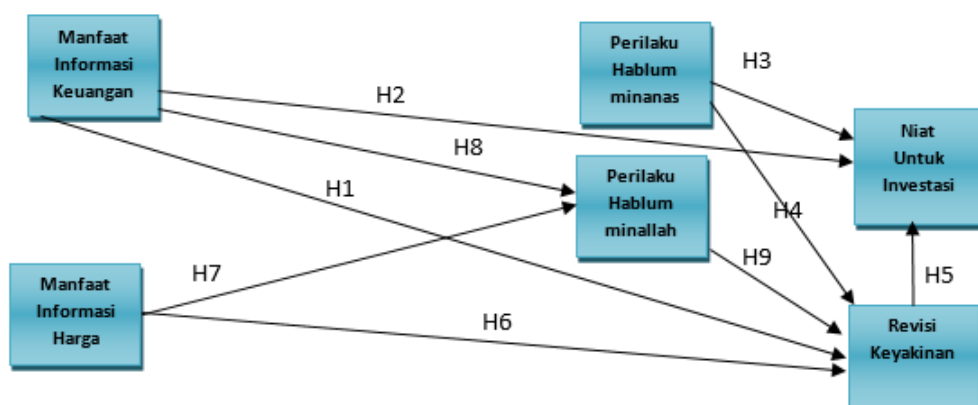 Manfaat
Informasi
Keuangan
Perilaku
Hablum
minanas
H3
H2
Niat
Untuk
Investasi
H8
Perilaku
Hablum
minallah
H1
H4
H7
H9
H5
Manfaat
Informasi
Harga
H6
Revisi
Keyakinan